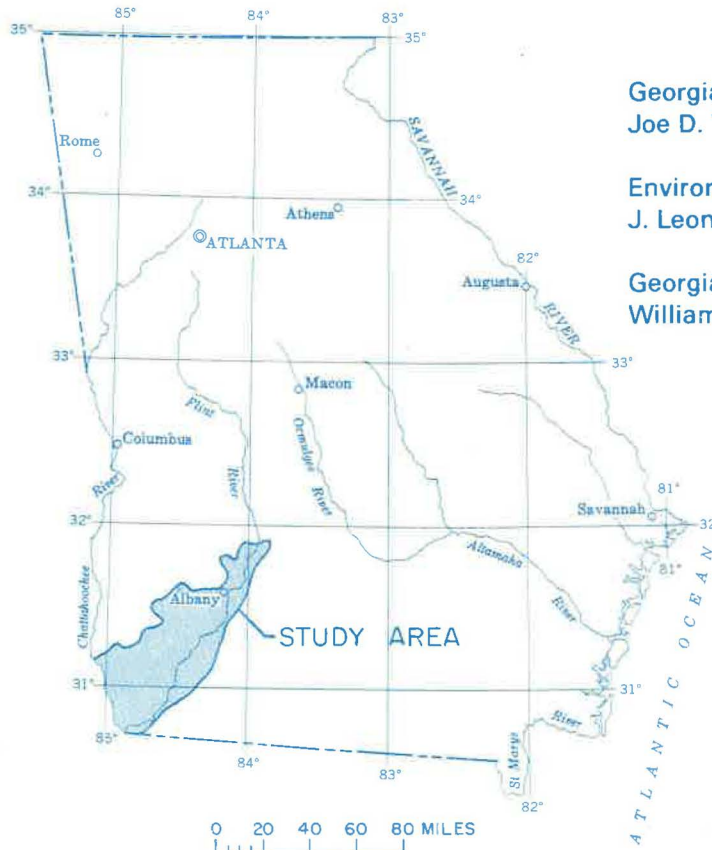 85°
84°
83°
35°
35°
Georgia
Joe D.
Rome
SAVANNAH
34°
34°
Environ
J. Leon
Athens
ATLANTA
82°
Augusta
Georgia
William
RIVER
33°
33°
Macon
Flint
Ocmulgee
Columbus
River
River
River
81°
Savannah
32°
32°
81°
Altamaha
Chattahoochee
Albany
River
STUDY AREA
31°
31°
River
85°
St Marys
84°
83°
82°
ATLANTIC OCEAN
0 20 40 60 80 MILES